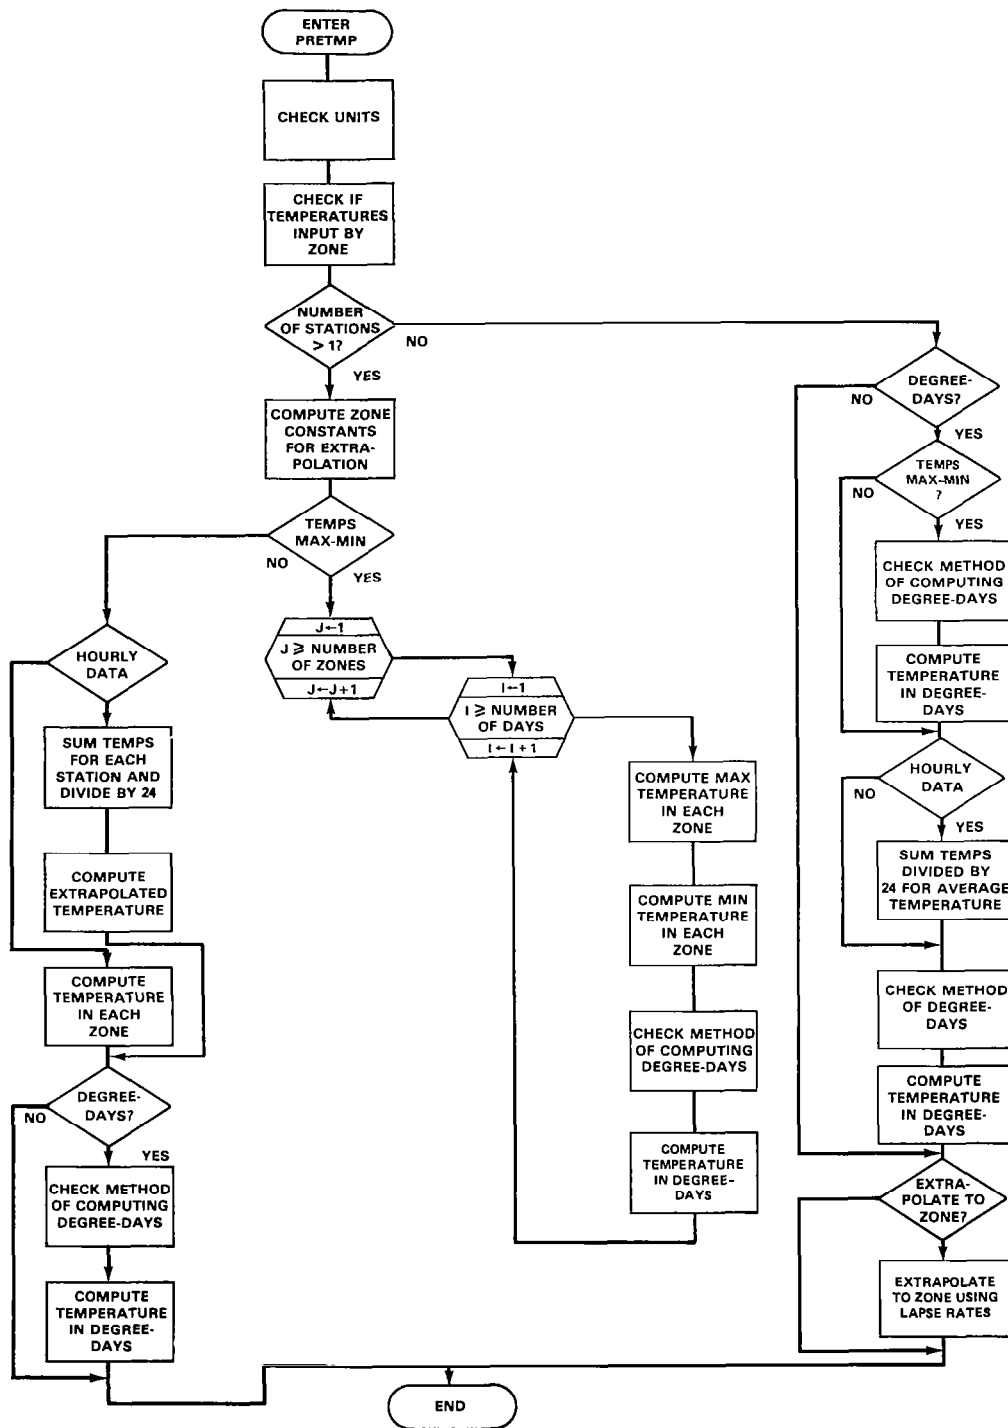 ENTER
PRETMP
CHECK UNITS
CHECK IF
TEMPERATURES
INPUT BY
ZONE
NUMBER
OF STATIONS
> 1?
NO
YES
COMPUTE ZONE
CONSTANTS
FOR EXTRA-
POLATION
TEMPS
MAX-MIN
NO
YES
HOURLY
DATA
SUM TEMPS
FOR EACH
STATION AND
DIVIDE BY 24
COMPUTE
EXTRAPOLATED
TEMPERATURE
COMPUTE
TEMPERATURE
IN EACH
ZONE
DEGREE-
DAYS?
NO
YES
CHECK METHOD
OF COMPUTING
DEGREE-DAYS
COMPUTE
TEMPERATURE
IN DEGREE-
DAYS
J←1
J ⩾ NUMBER
OF ZONES
J←J+1
I←1
I ⩾ NUMBER
OF DAYS
I←I+1
COMPUTE MAX
TEMPERATURE
IN EACH
ZONE
COMPUTE MIN
TEMPERATURE
IN EACH
ZONE
CHECK METHOD
OF COMPUTING
DEGREE-DAYS
COMPUTE
TEMPERATURE
IN DEGREE-
DAYS
DEGREE-
DAYS?
NO
YES
TEMPS
MAX-MIN
?
NO
YES
CHECK METHOD
OF COMPUTING
DEGREE-DAYS
COMPUTE
TEMPERATURE
IN DEGREE-
DAYS
HOURLY
DATA
NO
YES
SUM TEMPS
DIVIDED BY
24 FOR AVERAGE
TEMPERATURE
CHECK METHOD
OF DEGREE-
DAYS
COMPUTE
TEMPERATURE
IN DEGREE-
DAYS
EXTRA-
POLATE TO
ZONE?
EXTRAPOLATE
TO ZONE USING
LAPSE RATES
END